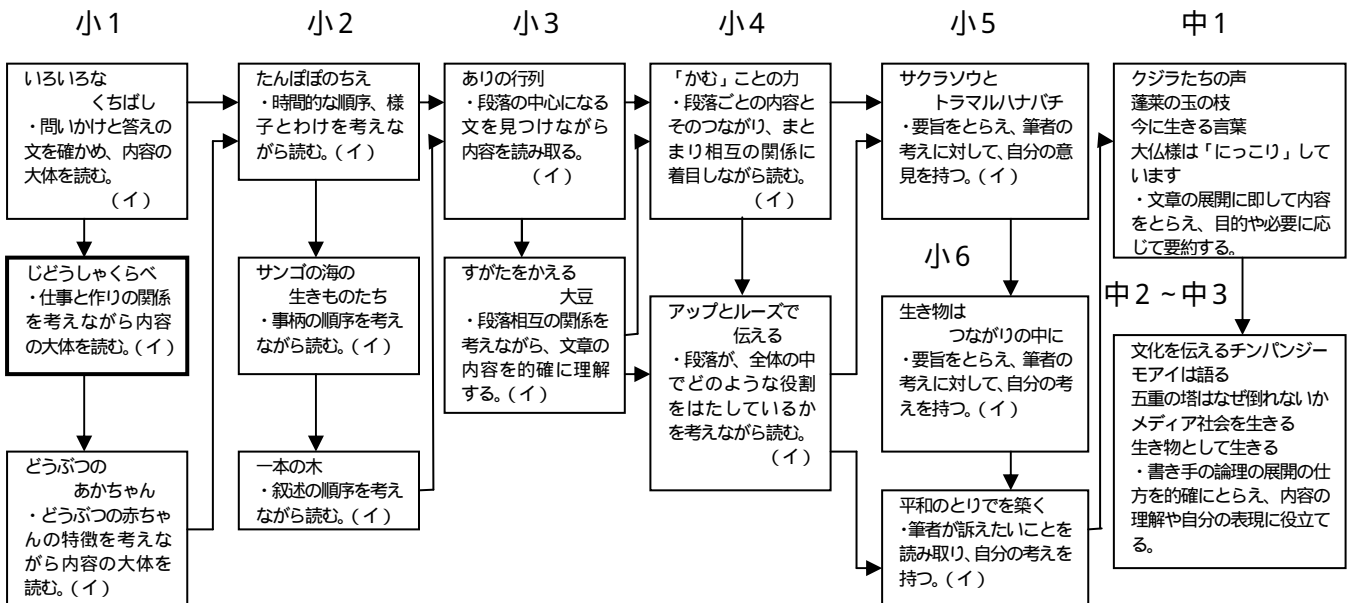 小1
いろいろな
くちばし
・問いかけと答えの
文を確かめ、内容の
大体を読む。
(イ)
じどうしゃくらべ
・仕事と作りの関係
を考えながら内容
の大体を読む。(イ)
どうぶつの
あかちゃん
・どうぶつの赤ちゃ
んの特徴を考えな
がら内容の大体を
読む。(イ)
小2
たんぽぽのちえ
・時間的な順序、様
子とわけを考えな
がら読む。(イ)
サンゴの海の
生きものたち
・事柄の順序を考え
ながら読む。(イ)
一本の木
・叙述の順序を考え
ながら読む。(イ)
小3
ありの行列
・段落の中心になる
文を見つけながら
内容を読み取る。
(イ)
すがたをかえる
大豆
・段落相互の関係を
考えながら、文章の
内容を的確に理解
する。(イ)
小4
「かむ」ことの力
・段落ごとの内容と
そのつながり、まと
まり相互の関係に
着目しながら読む。
(イ)
アップとルーズで
伝える
・段落が、全体の中
でどのような役割
をはたしているか
を考えながら読む。
(イ)
小5
サクラソウと
トラマルハナバチ
・要旨をとらえ、筆者の
考えに対して、自分の意
見を持つ。(イ)
小6
生き物は
つながりの中に
・要旨をとらえ、筆者の
考えに対して、自分の考
えを持つ。(イ)
平和のとりでを築く
・筆者が訴えたいことを
読み取り、自分の考えを
持つ。(イ)
中1
クジラたちの声
蓬莱の玉の枝
今に生きる言葉
大仏様は「にっこり」して
います
・文章の展開に即して内容
をとらえ、目的や必要に応
じて要約する。
中2~中3
文化を伝えるチンパンジー
モアイは語る
五重の塔はなぜ倒れないか
メディア社会を生きる
生き物として生きる
・書き手の論理の展開の仕
方を的確にとらえ、内容の
理解や自分の表現に役立て
る。